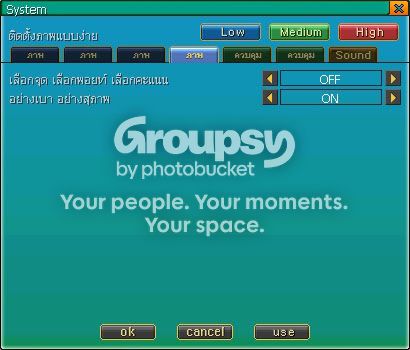 System
ติดตั้งภาพแบบง่าย Low Medium High
ภาพ ภาพ ภาพ ภาพ ควบคุม ควบคุม Sound
เลือกจุด เลือกพอยท์ เลือกคะแนน OFF
อย่างเบา อย่างสุภาพ ON
Groupsy
by photobucket
Your people. Your moments.
Your space.
ok cancel use